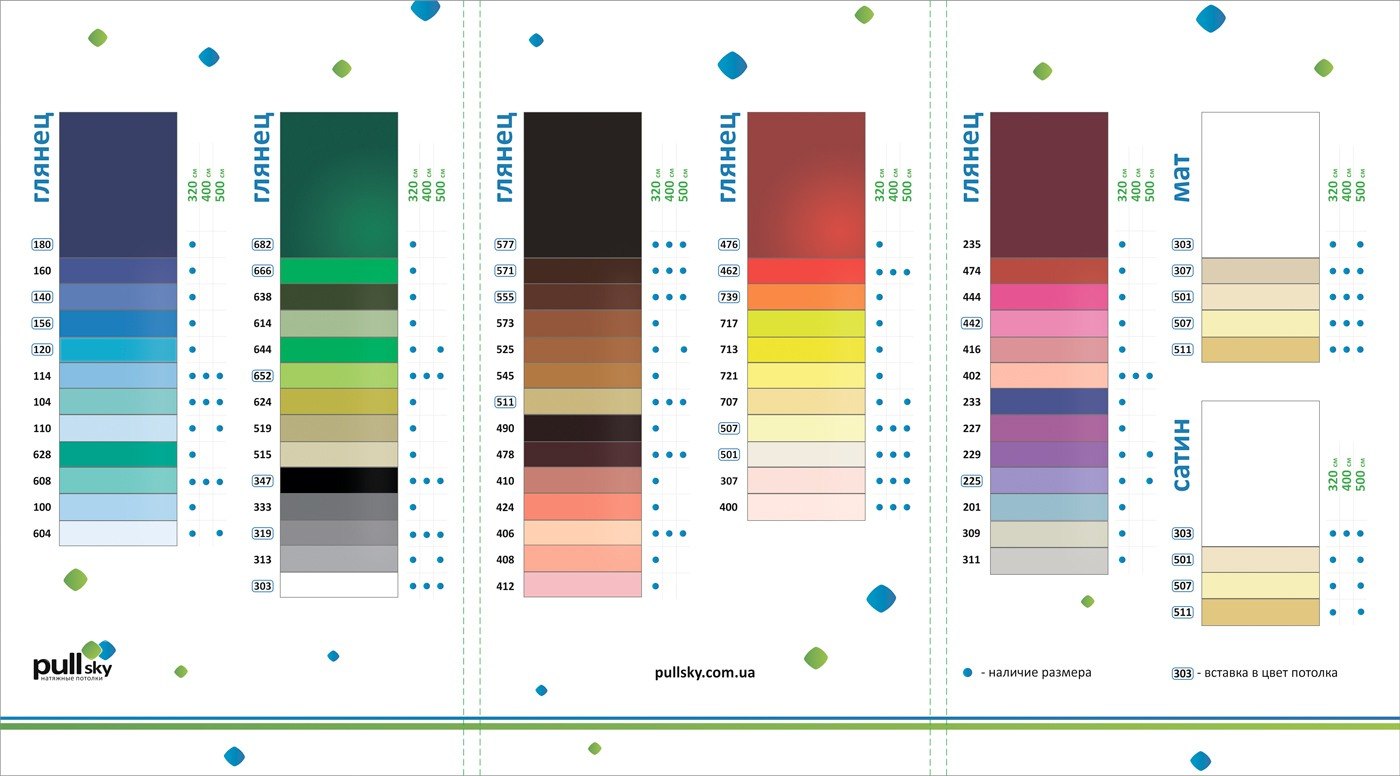 глянец
320 см
400 см
500 см
180
160
140
156
120
114
104
110
628
608
100
604
глянец
320 см
400 см
500 см
682
666
638
614
644
652
624
519
515
347
333
319
313
303
глянец
320 см
400 см
500 см
577
571
555
573
525
545
511
490
478
410
424
406
408
412
глянец
320 см
400 см
500 см
476
462
739
717
713
721
707
507
501
307
400
глянец
320 см
400 см
500 см
235
474
444
442
416
402
233
227
229
225
201
309
311
мат
320 см
400 см
500 см
303
307
501
507
511
сатин
320 см
400 см
500 см
303
501
507
511
pull sky
натяжные потолки
pullsky.com.ua
- наличие размера
303 - вставка в цвет потолка